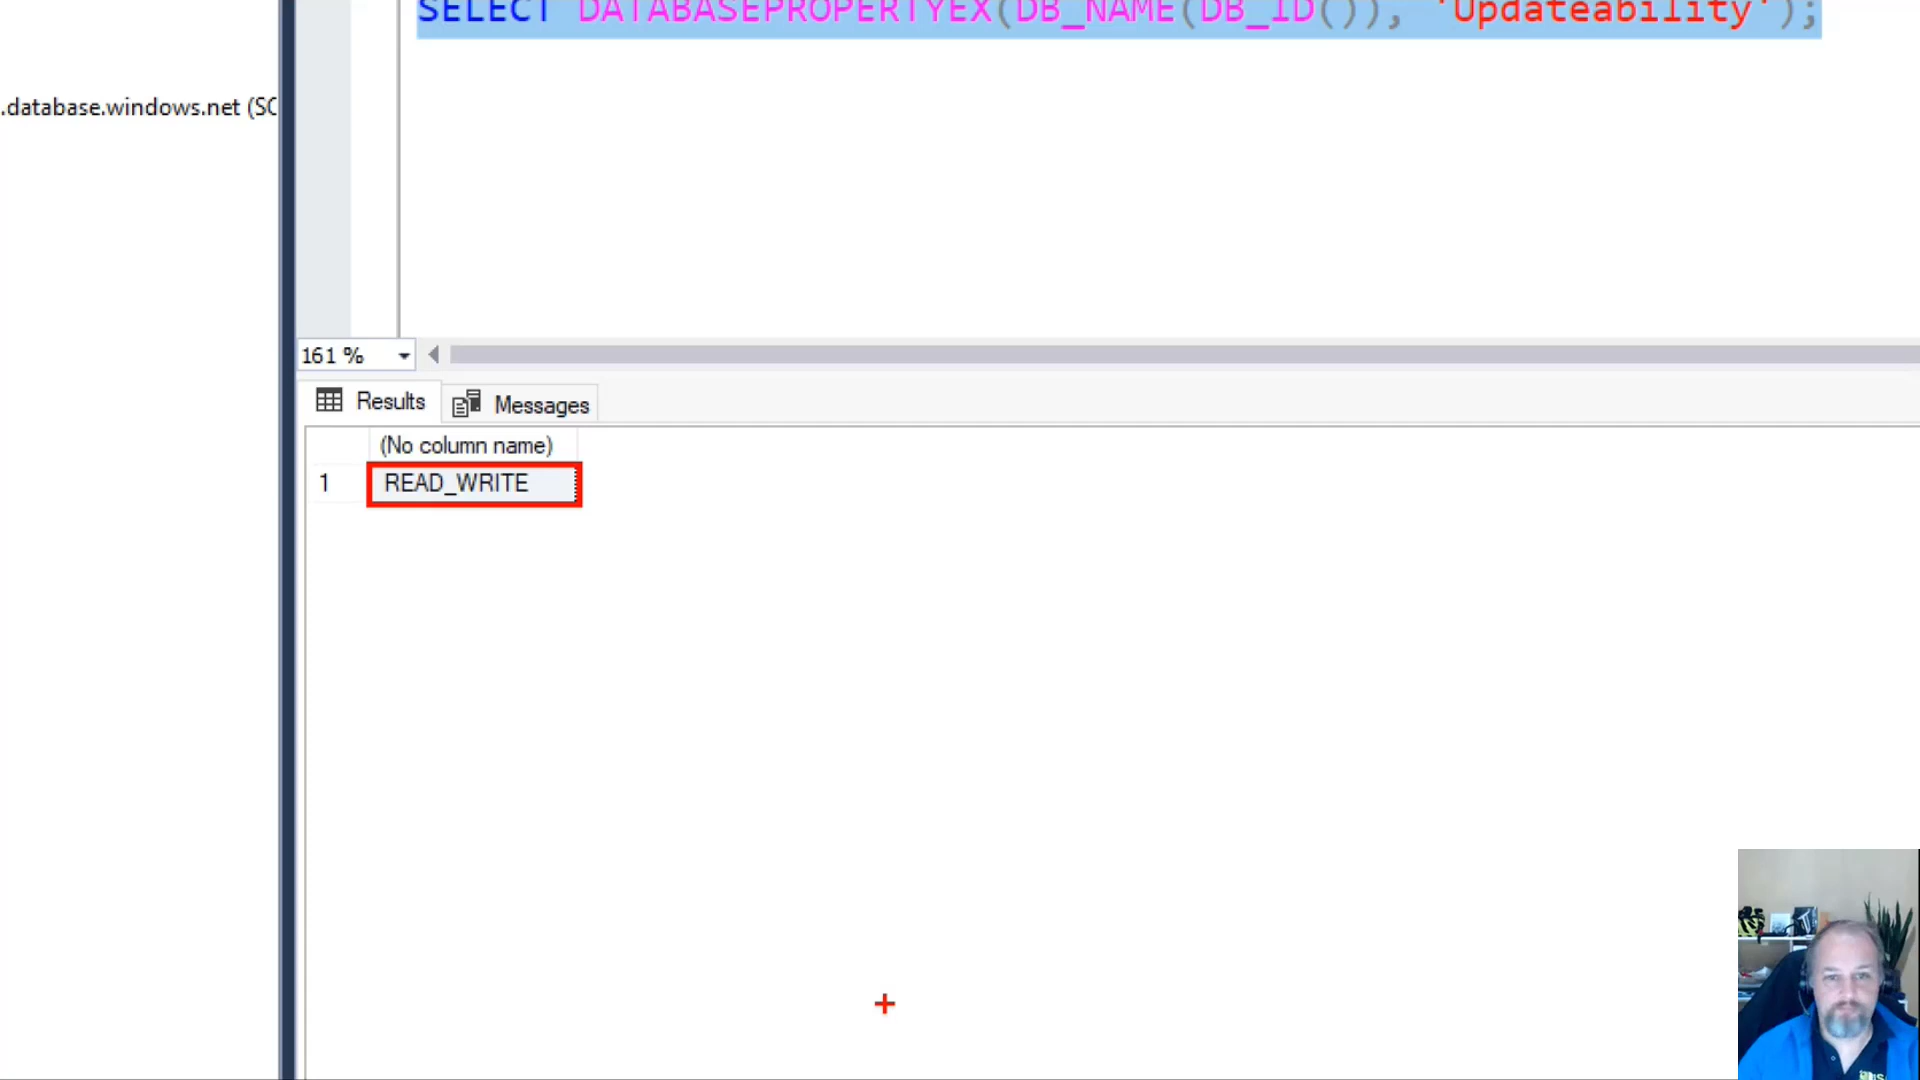 SELECT DATABASEPROPERTYEX(DB_NAME(DB_ID()), 'Updateability');
.database.windows.net (SC
161 %
Results
Messages
(No column name)
1 READ_WRITE